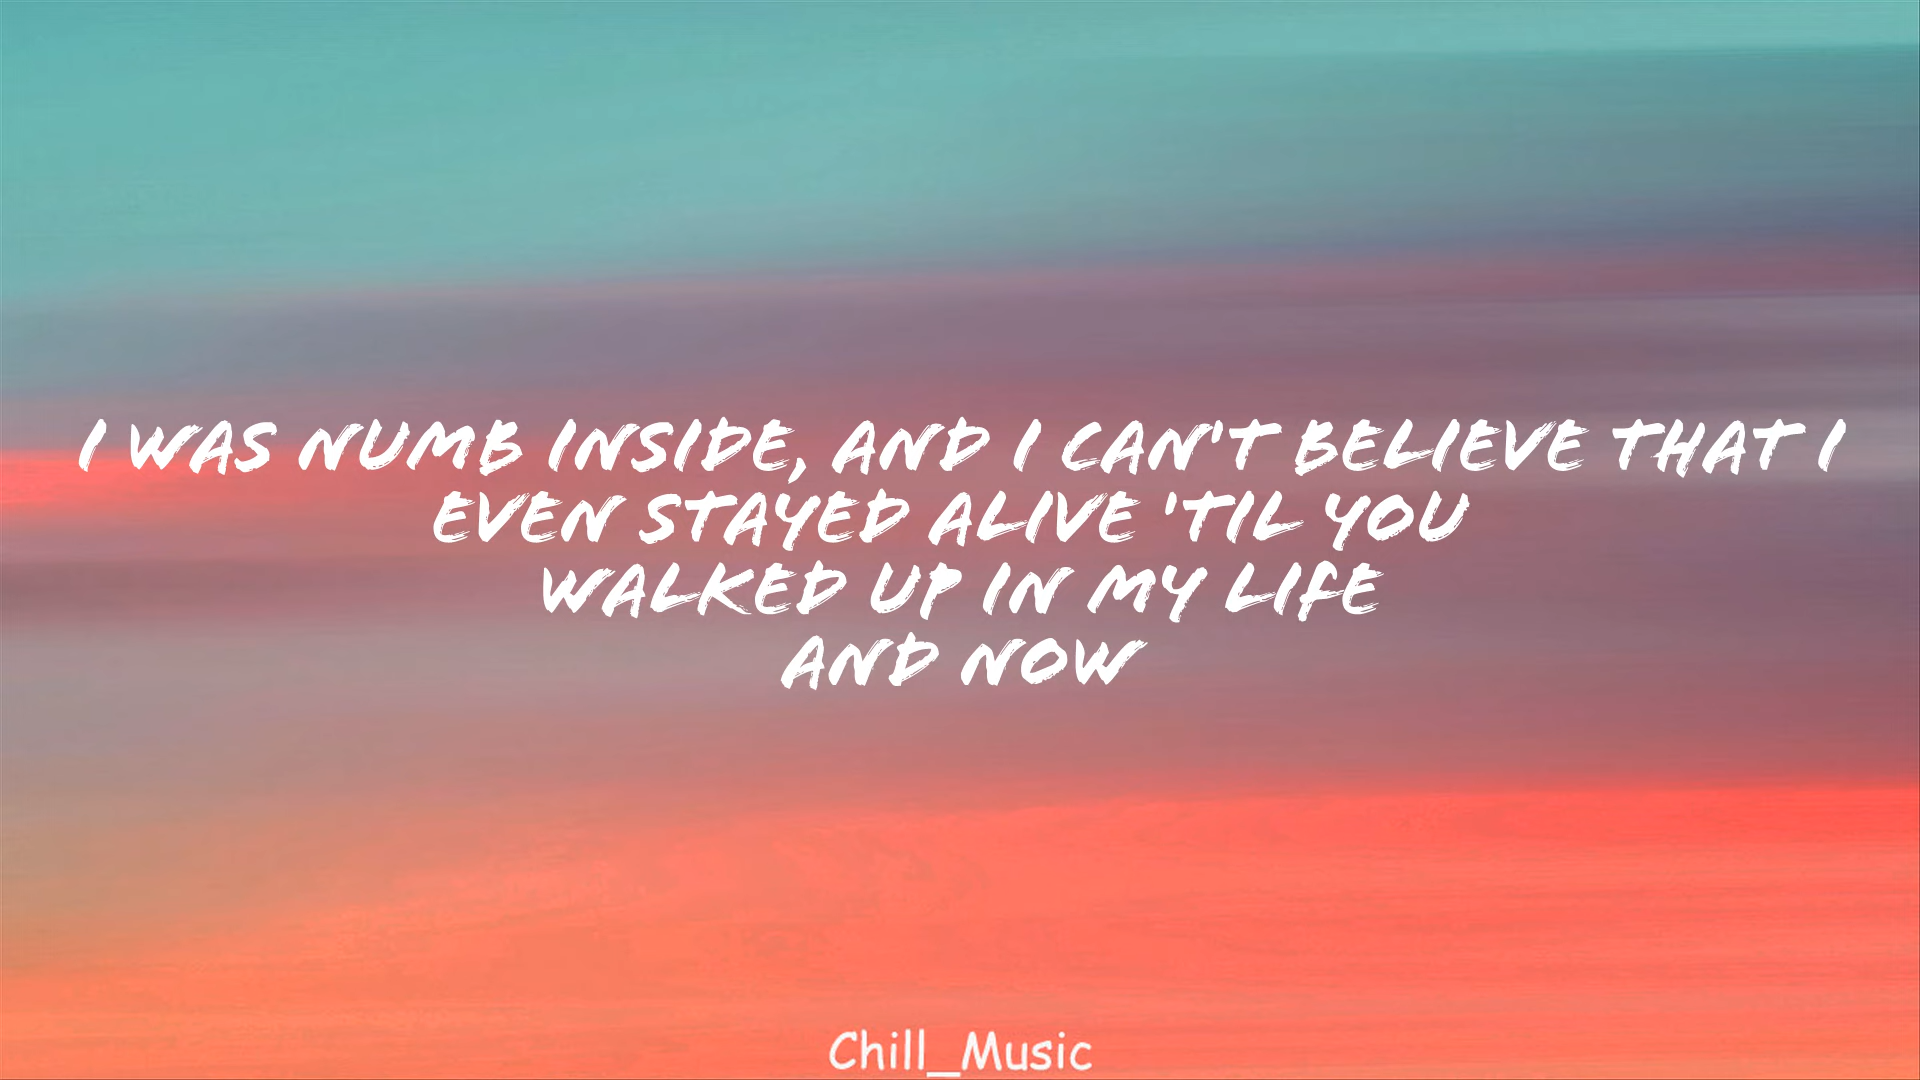 I WAS NUMB INSIDE, AND I CAN'T BELIEVE THAT I
EVEN STAYED ALIVE 'TIL YOU
WALKED UP IN MY LIFE
AND NOW
Chill_Music